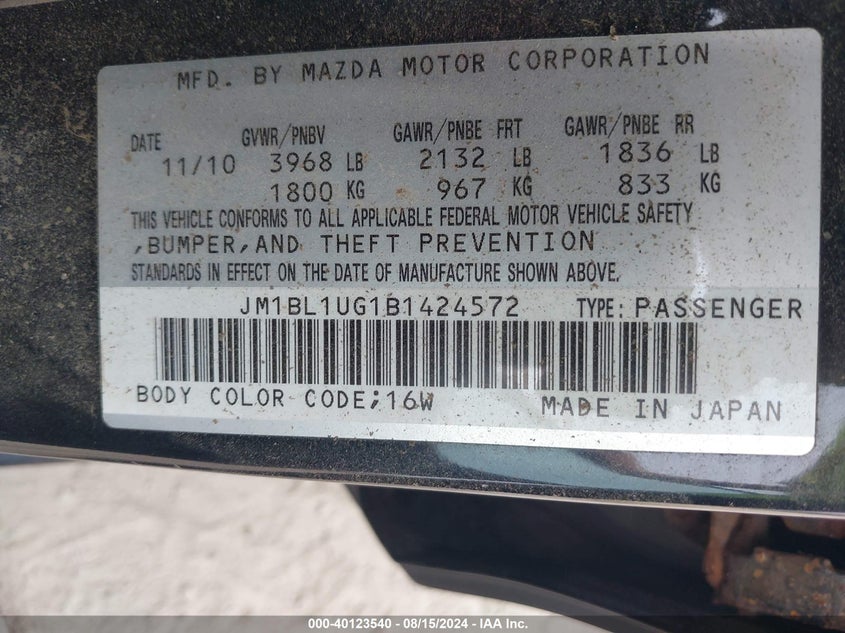 MFD. BY MAZDA MOTOR CORPORATION
DATE GVWR/PNBV GAWR/PNBE FRT GAWR/PNBE RR
11/10 3968 LB 2132 LB 1836 LB
1800 KG 967 KG 833 KG
THIS VEHICLE CONFORMS TO ALL APPLICABLE FEDERAL MOTOR VEHICLE SAFETY
,BUMPER,AND THEFT PREVENTION
STANDARDS IN EFFECT ON THE DATE OF MANUFACTURE SHOWN ABOVE.
JM1BL1UG1B1424572 TYPE: PASSENGER
BODY COLOR CODE;16W MADE IN JAPAN
000-40123540 - 08/15/2024 - IAA Inc.